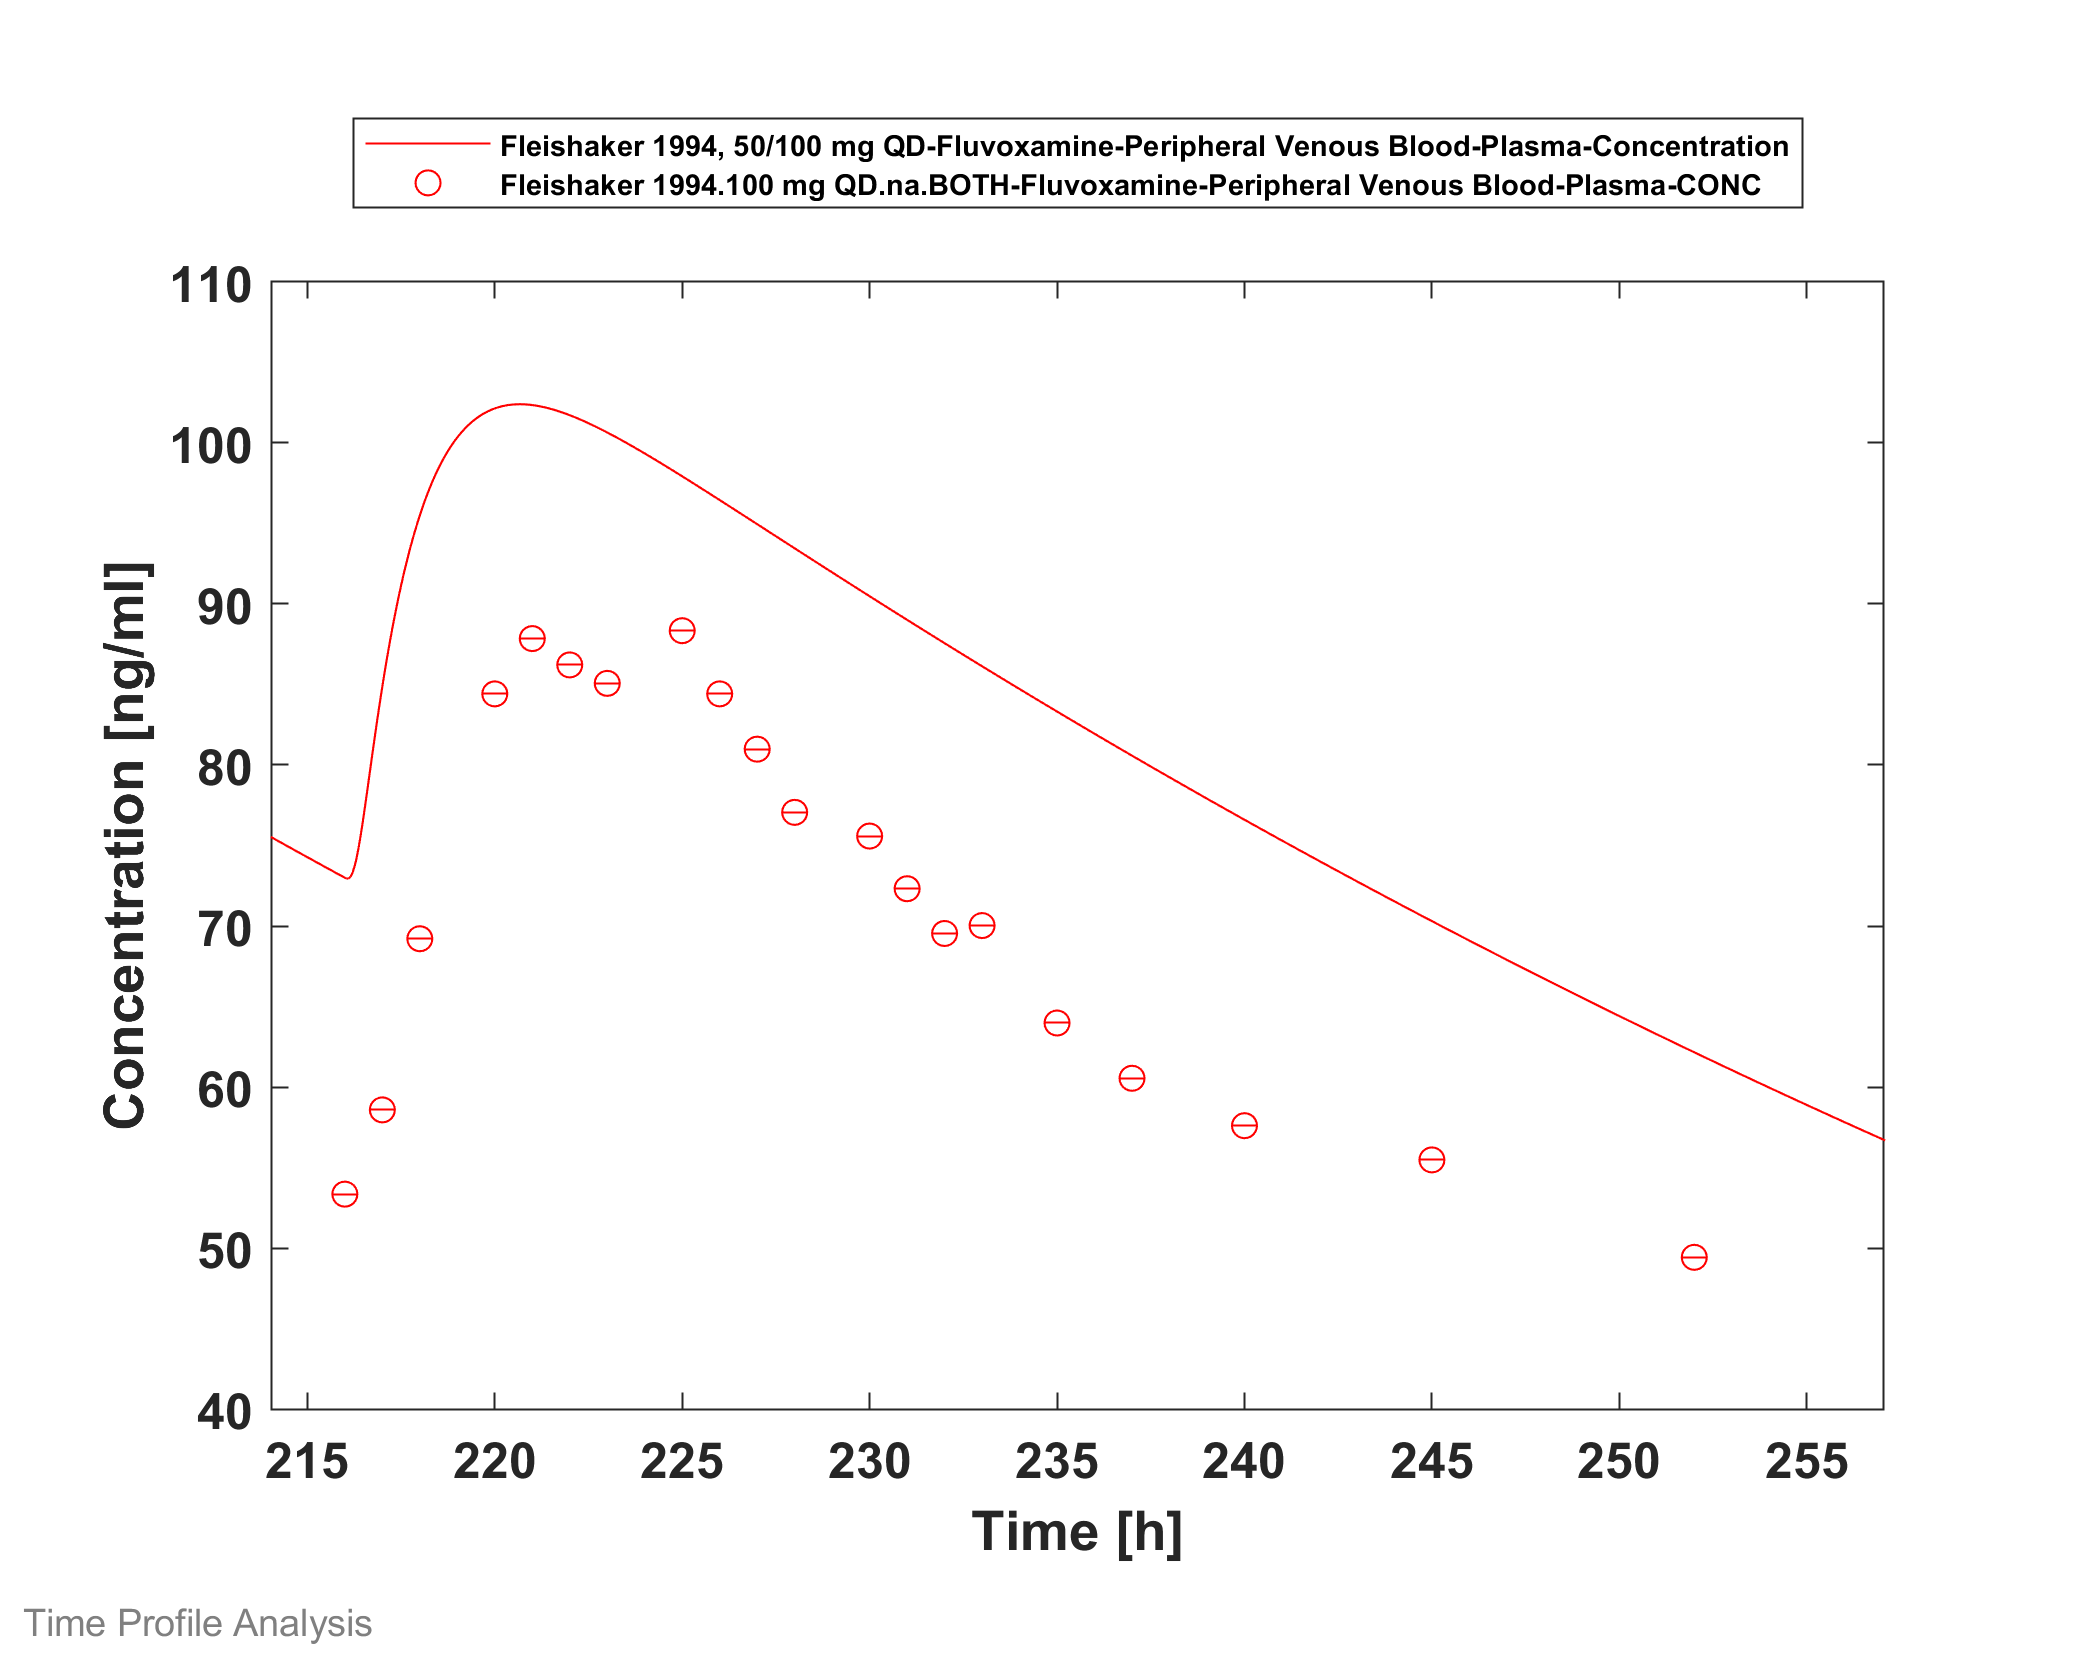 Fleishaker 1994, 50/100 mg QD-Fluvoxamine-Peripheral Venous Blood-Plasma-Concentration
Fleishaker 1994.100 mg QD.na.BOTH-Fluvoxamine-Peripheral Venous Blood-Plasma-CONC
110
100
90
80
70
60
50
40
Concentration [ng/ml]
215 220 225 230 235 240 245 250 255
Time [h]
Time Profile Analysis